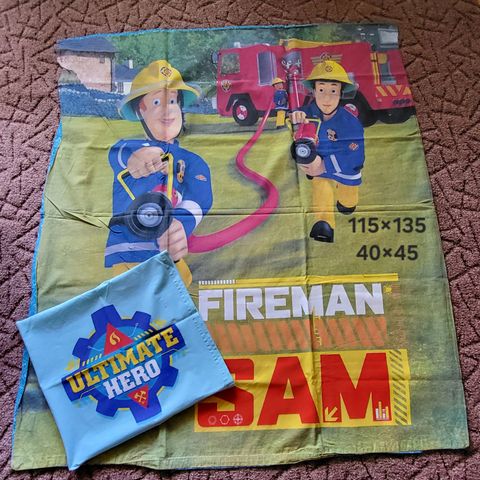 115×135
40×45
FIREMAN
SAM
ULTIMATE
HERO